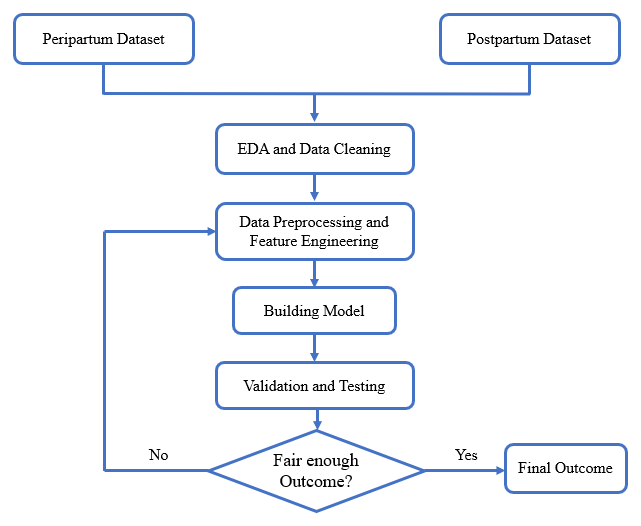 Peripartum Dataset
Postpartum Dataset
EDA and Data Cleaning
Data Preprocessing and
Feature Engineering
Building Model
Validation and Testing
Fair enough
Outcome?
No
Yes
Final Outcome